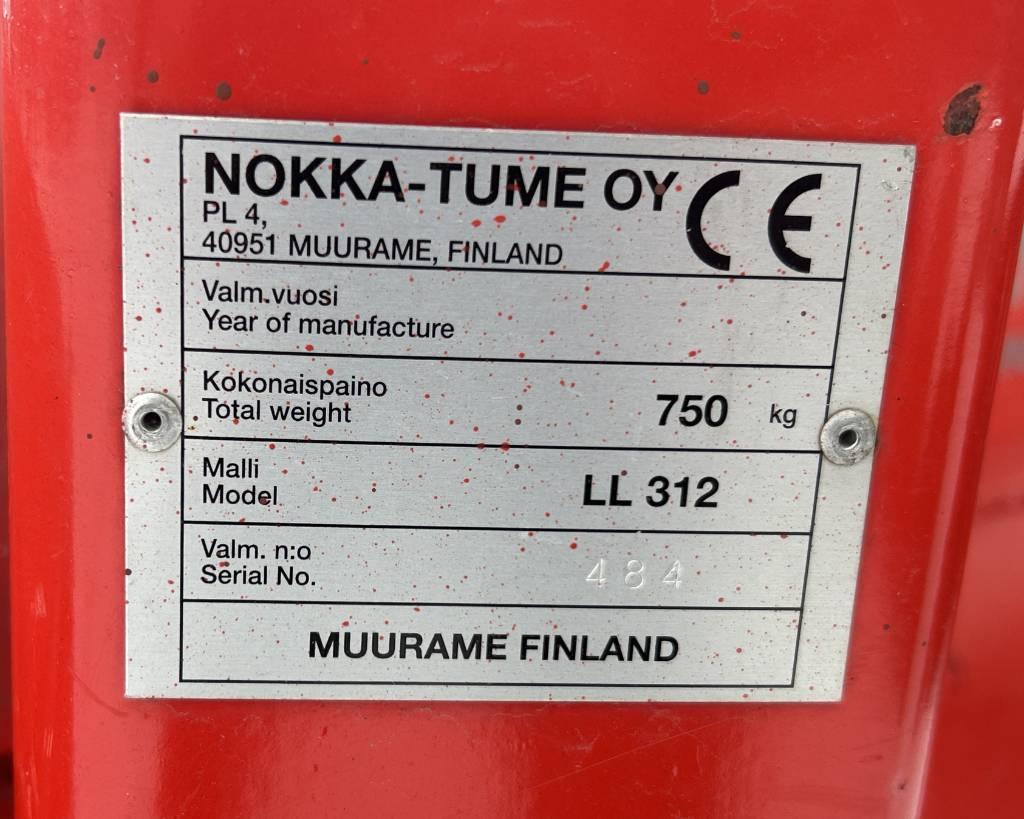 NOKKA-TUME OY CE
PL 4,
40951 MUURAME, FINLAND
Valm.vuosi
Year of manufacture
Kokonaispaino
Total weight 750 kg
Malli
Model LL 312
Valm. n:o
Serial No. 484
MUURAME FINLAND